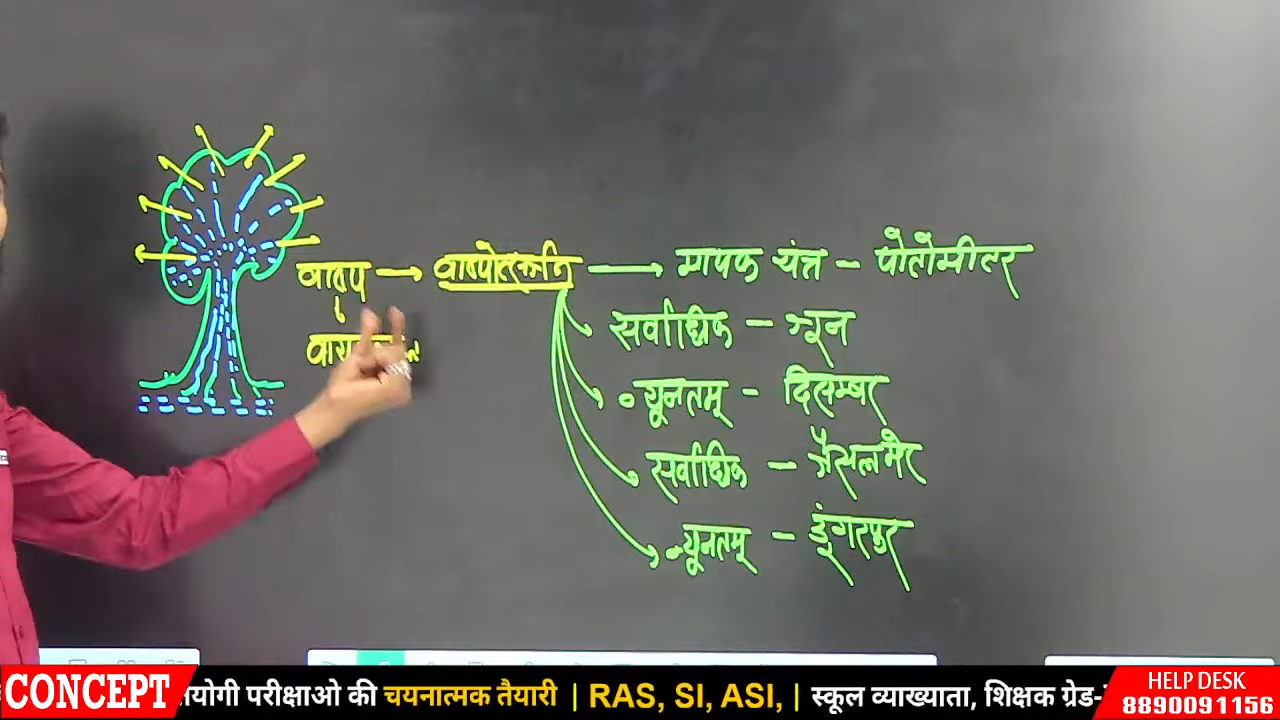 वाष्प → वाष्पोत्सर्जन → मापक यंत्र – पोटोमीटर
सर्वाधिक – जून
न्यूनतम् – दिसम्बर
सर्वाधिक – जैसलमेर
न्यूनतम् – डूंगरपुर
CONCEPT
योगी परीक्षाओ की चयनात्मक तैयारी | RAS, SI, ASI, | स्कूल व्याख्याता, शिक्षक ग्रेड-
HELP DESK
8890091156